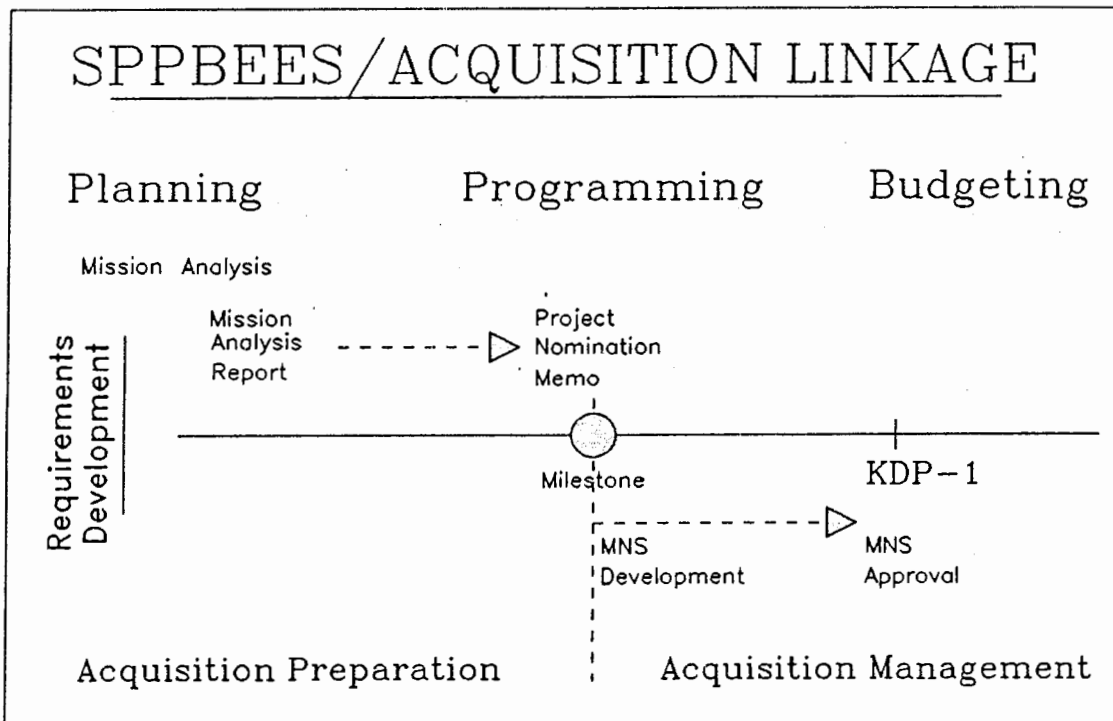 SPPBEES/ACQUISITION LINKAGE
Planning
Programming
Budgeting
Mission Analysis
Mission
Analysis
Report
Project
Nomination
Memo
Requirements
Development
Milestone
KDP-1
MNS
Development
MNS
Approval
Acquisition Preparation
Acquisition Management